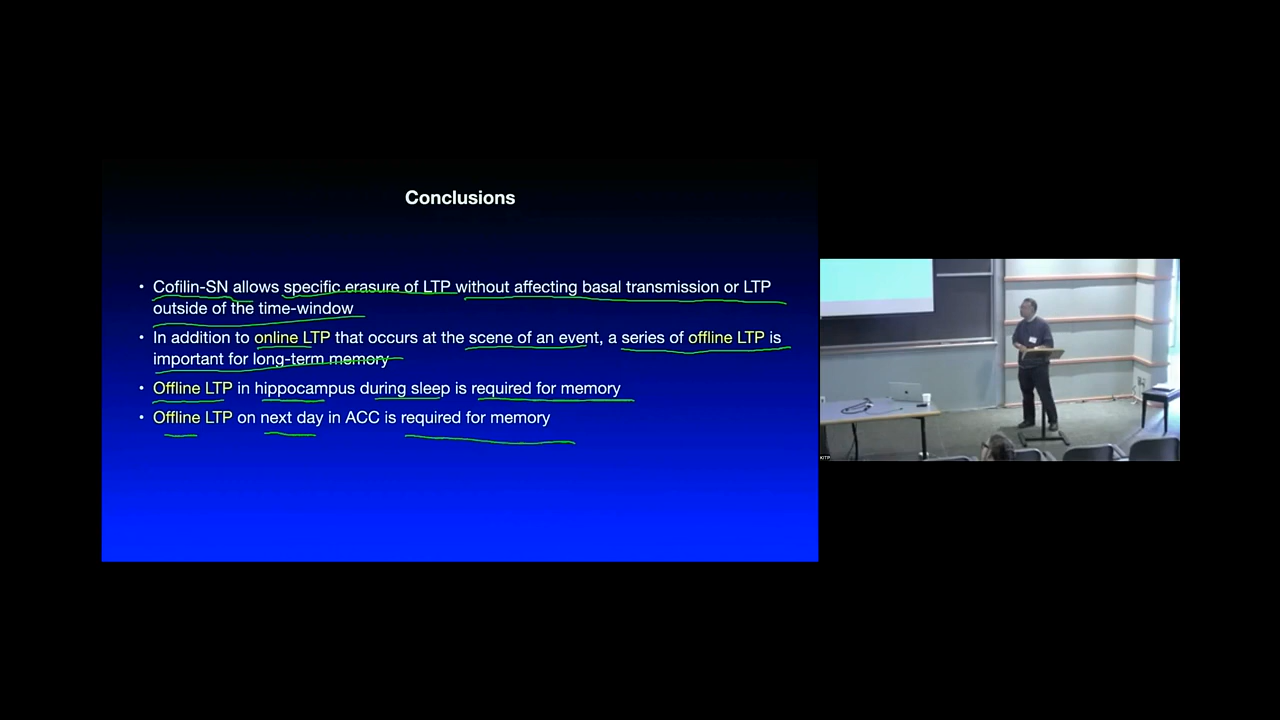 Conclusions
• Cofilin-SN allows specific erasure of LTP without affecting basal transmission or LTP
outside of the time-window
• In addition to online LTP that occurs at the scene of an event, a series of offline LTP is
important for long-term memory
• Offline LTP in hippocampus during sleep is required for memory
• Offline LTP on next day in ACC is required for memory
KITP